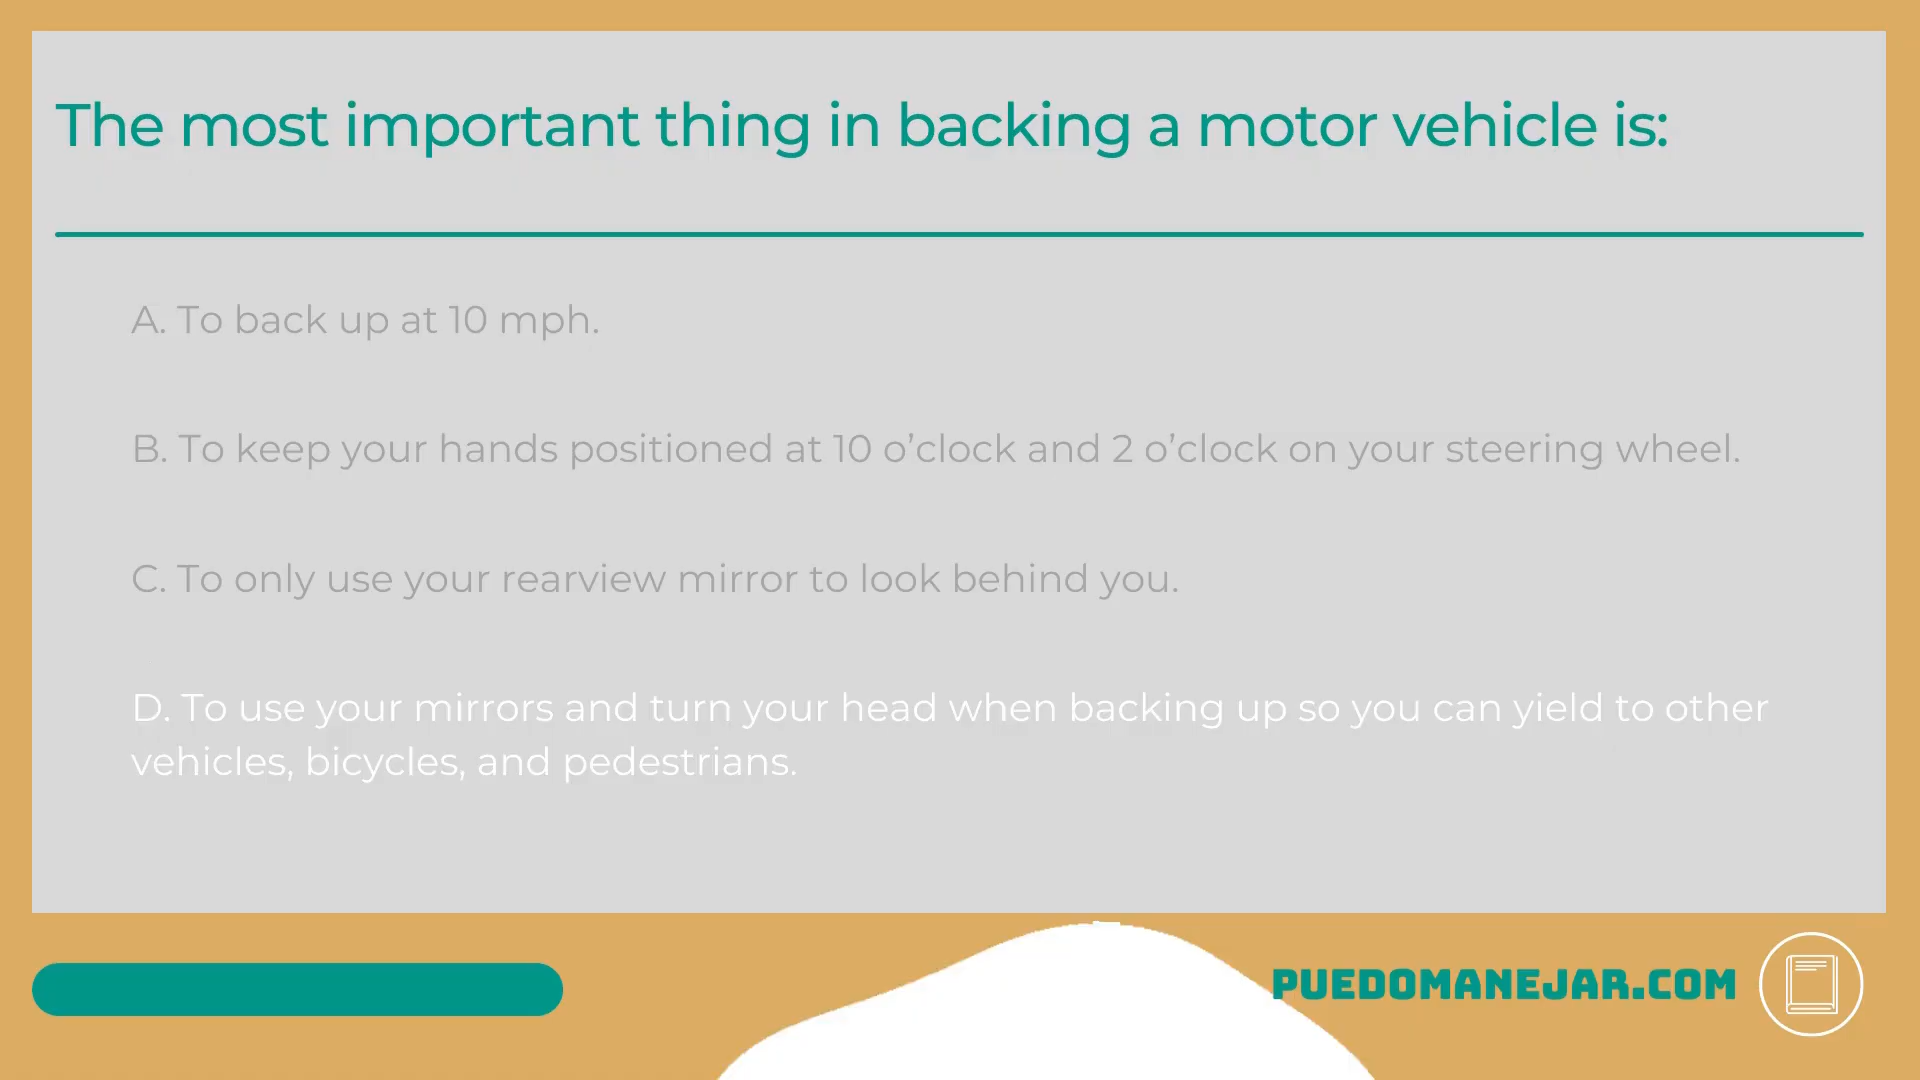 The most important thing in backing a motor vehicle is:
A. To back up at 10 mph.
B. To keep your hands positioned at 10 o’clock and 2 o’clock on your steering wheel.
C. To only use your rearview mirror to look behind you.
D. To use your mirrors and turn your head when backing up so you can yield to other
vehicles, bicycles, and pedestrians.
PUEDOMANEJAR.COM